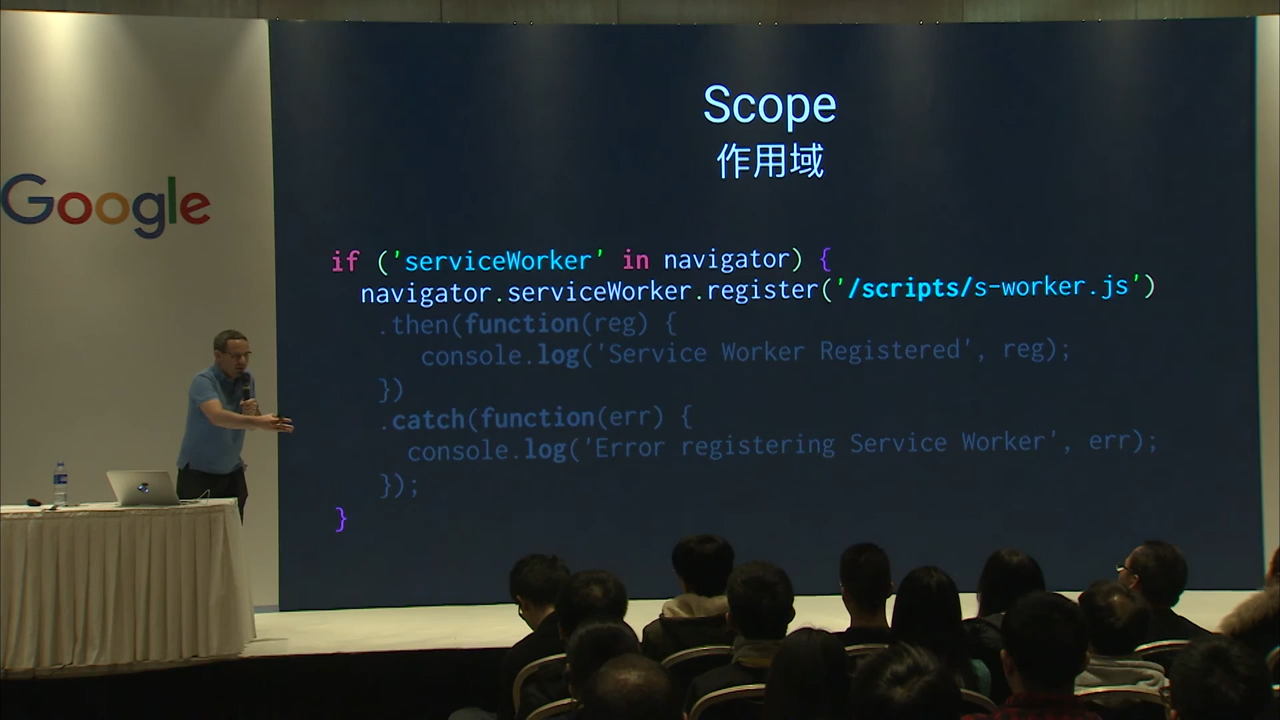 Google
Scope
作用域
if ('serviceWorker' in navigator) {
navigator.serviceWorker.register('/scripts/s-worker.js')
.then(function(reg) {
console.log('Service Worker Registered', reg);
})
.catch(function(err) {
console.log('Error registering Service Worker', err);
});
}